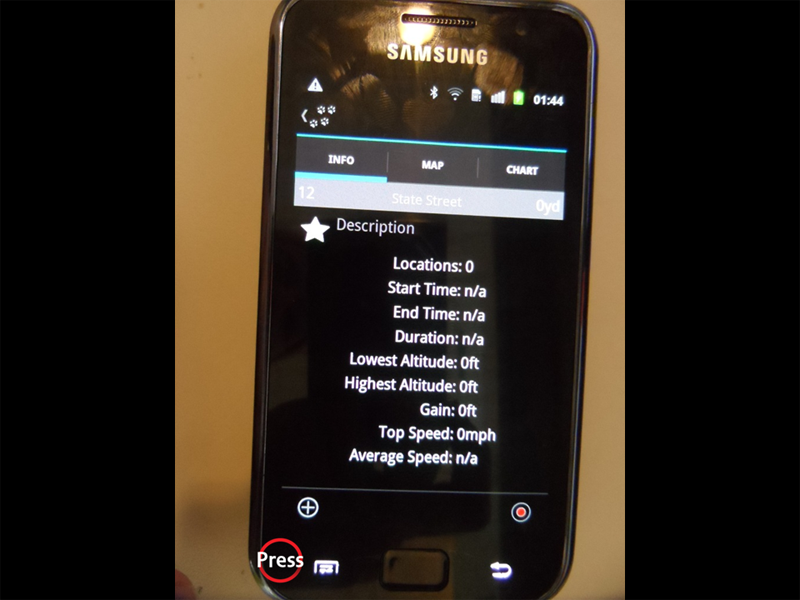 SAMSUNG
01:44
INFO MAP CHART
12 State Street 0yd
Description
Locations: 0
Start Time: n/a
End Time: n/a
Duration: n/a
Lowest Altitude: 0ft
Highest Altitude: 0ft
Gain: 0ft
Top Speed: 0mph
Average Speed: n/a
Press